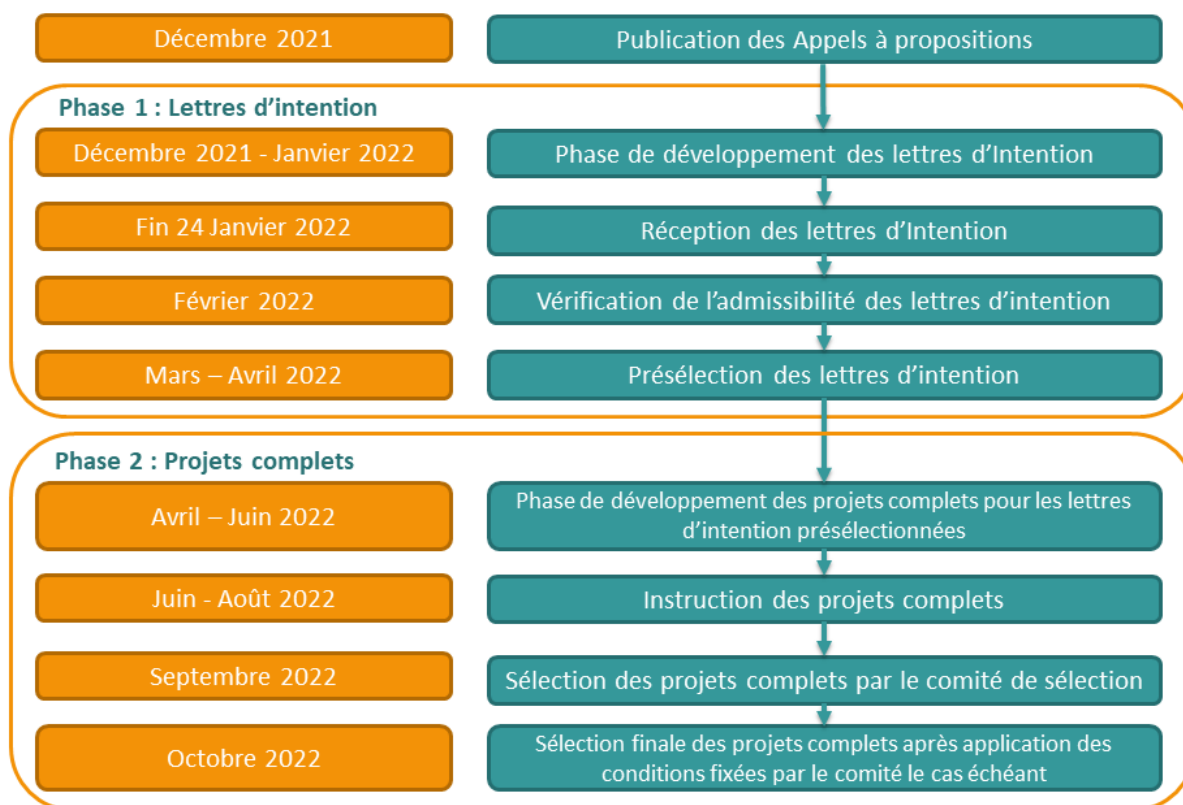 Décembre 2021
Publication des Appels à propositions
Phase 1 : Lettres d’intention
Décembre 2021 - Janvier 2022
Phase de développement des lettres d’Intention
Fin 24 Janvier 2022
Réception des lettres d’Intention
Février 2022
Vérification de l’admissibilité des lettres d’intention
Mars – Avril 2022
Présélection des lettres d’intention
Phase 2 : Projets complets
Avril – Juin 2022
Phase de développement des projets complets pour les lettres
d’intention présélectionnées
Juin - Août 2022
Instruction des projets complets
Septembre 2022
Sélection des projets complets par le comité de sélection
Octobre 2022
Sélection finale des projets complets après application des
conditions fixées par le comité le cas échéant